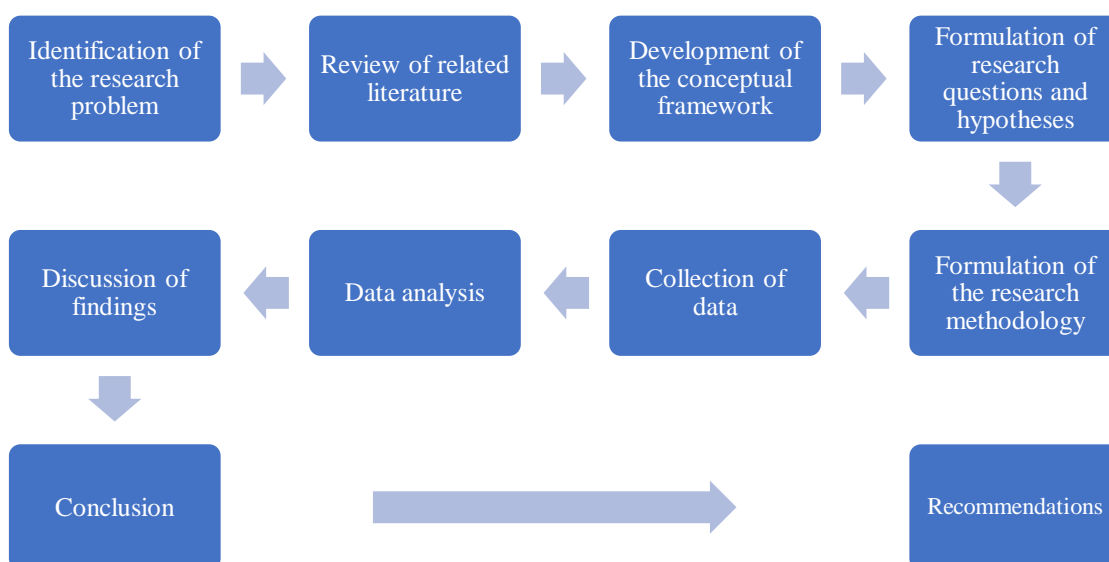 Identification of
the research
problem
Review of related
literature
Development of
the conceptual
framework
Formulation of
research
questions and
hypotheses
Formulation of
the research
methodology
Collection of
data
Data analysis
Discussion of
findings
Conclusion
Recommendations